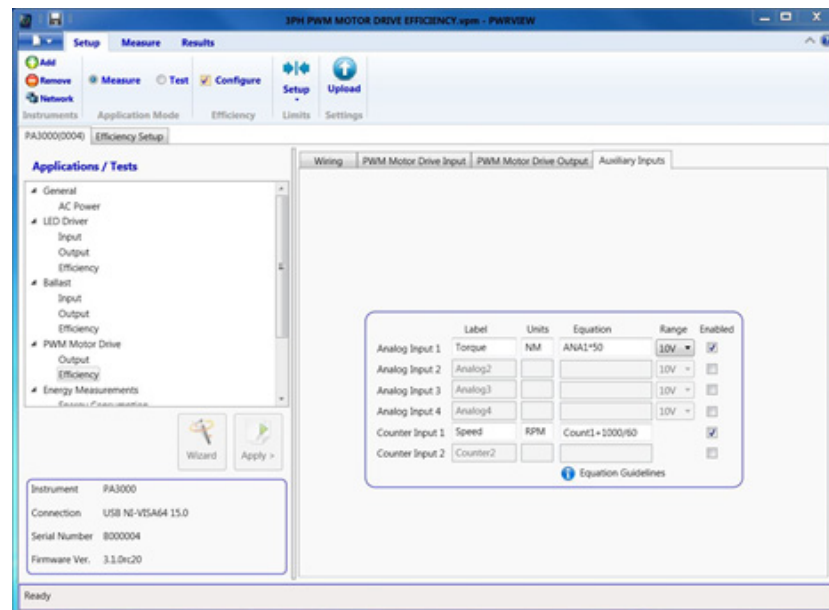 3PH PWM MOTOR DRIVE EFFICIENCY.vpm - PWRVIEW
Setup Measure Results
Add
Remove
Network
Measure Test Configure
Setup
Upload
Instruments Application Mode Efficiency Limits Settings
PA3000(0004) Efficiency Setup
Applications / Tests
General
AC Power
LED Driver
Input
Output
Efficiency
Ballast
Input
Output
Efficiency
PWM Motor Drive
Output
Efficiency
Energy Measurements
Energy Consumption
Wizard Apply >
Instrument PA3000
Connection USB NI-VISA64 15.0
Serial Number B000004
Firmware Ver. 3.1.0rc20
Wiring PWM Motor Drive Input PWM Motor Drive Output Auxiliary Inputs
Label Units Equation Range Enabled
Analog Input 1 Torque NM ANA1*50 10V
Analog Input 2 Analog2 10V
Analog Input 3 Analog3 10V
Analog Input 4 Analog4 10V
Counter Input 1 Speed RPM Count1*1000/60
Counter Input 2 Counter2
Equation Guidelines
Ready